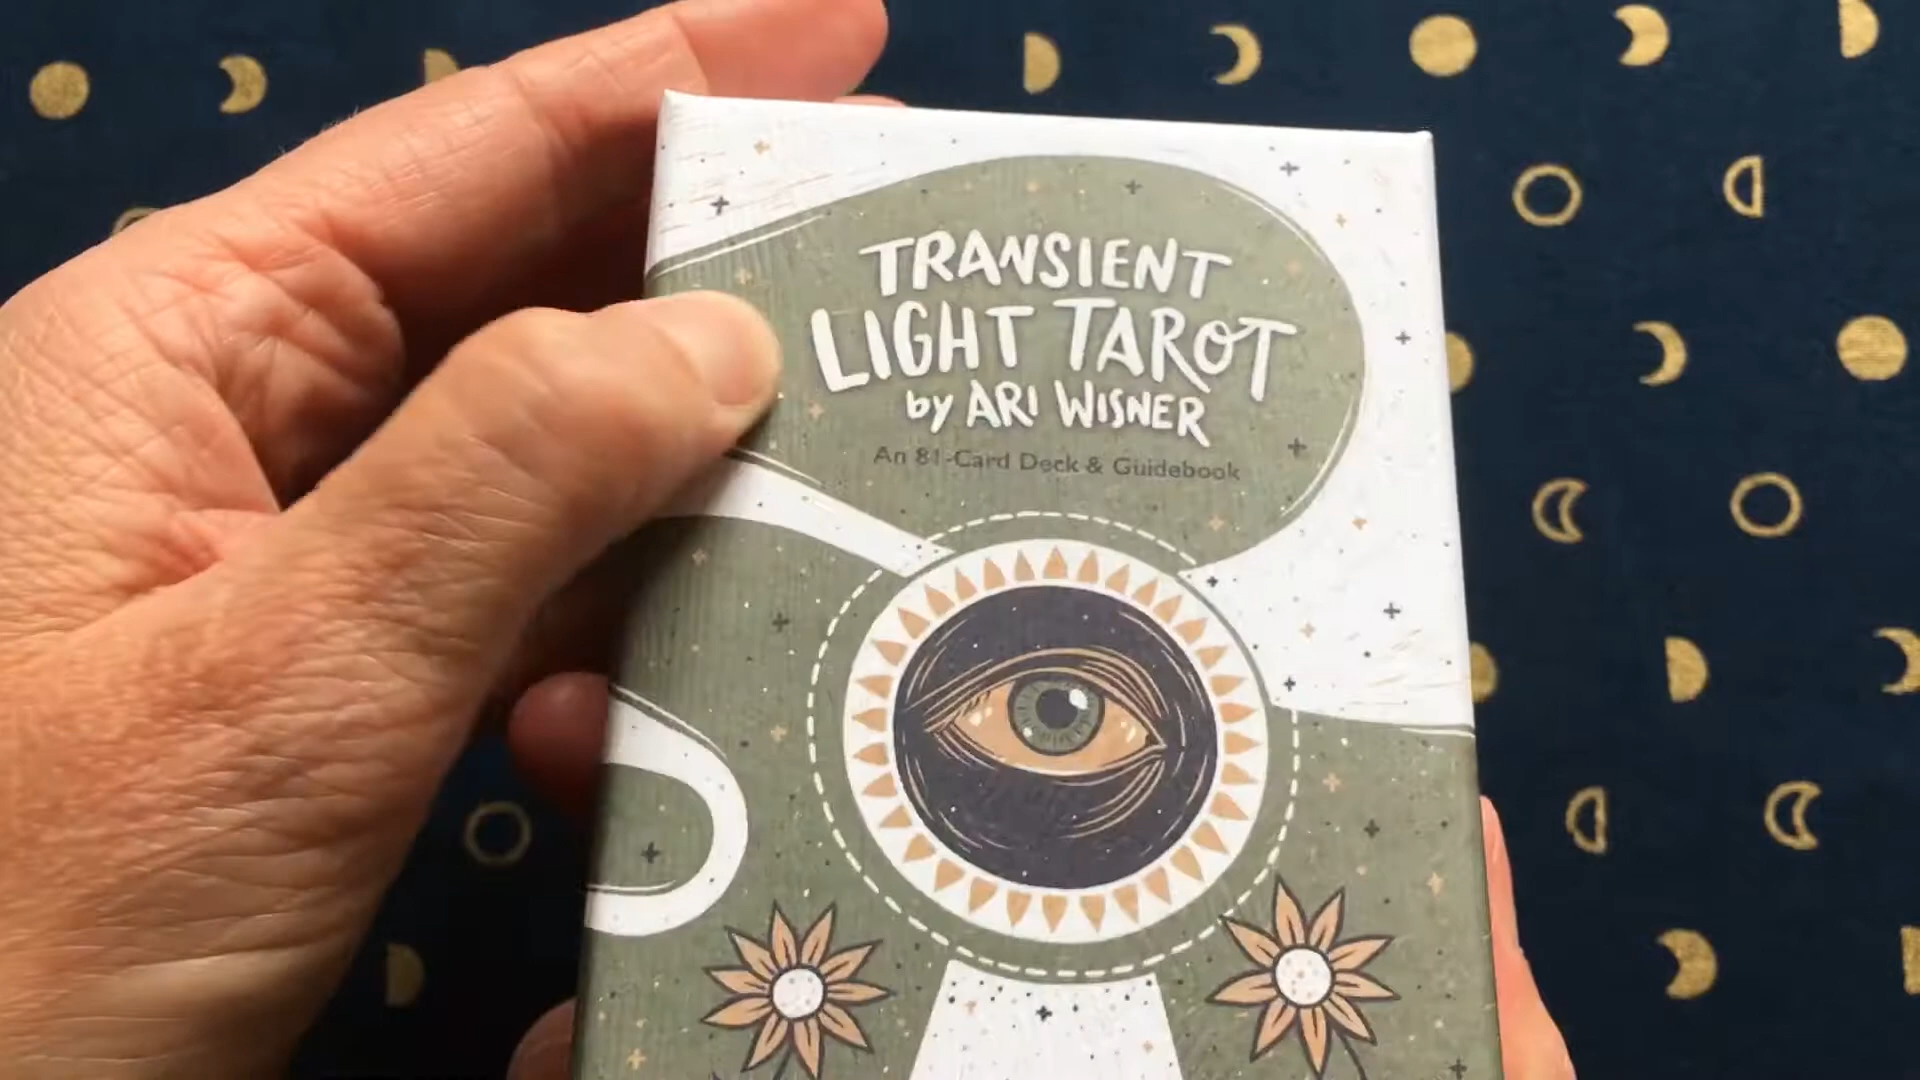 TRANSIENT
LIGHT TAROT
by ARI WISNER
An 81-Card Deck & Guidebook